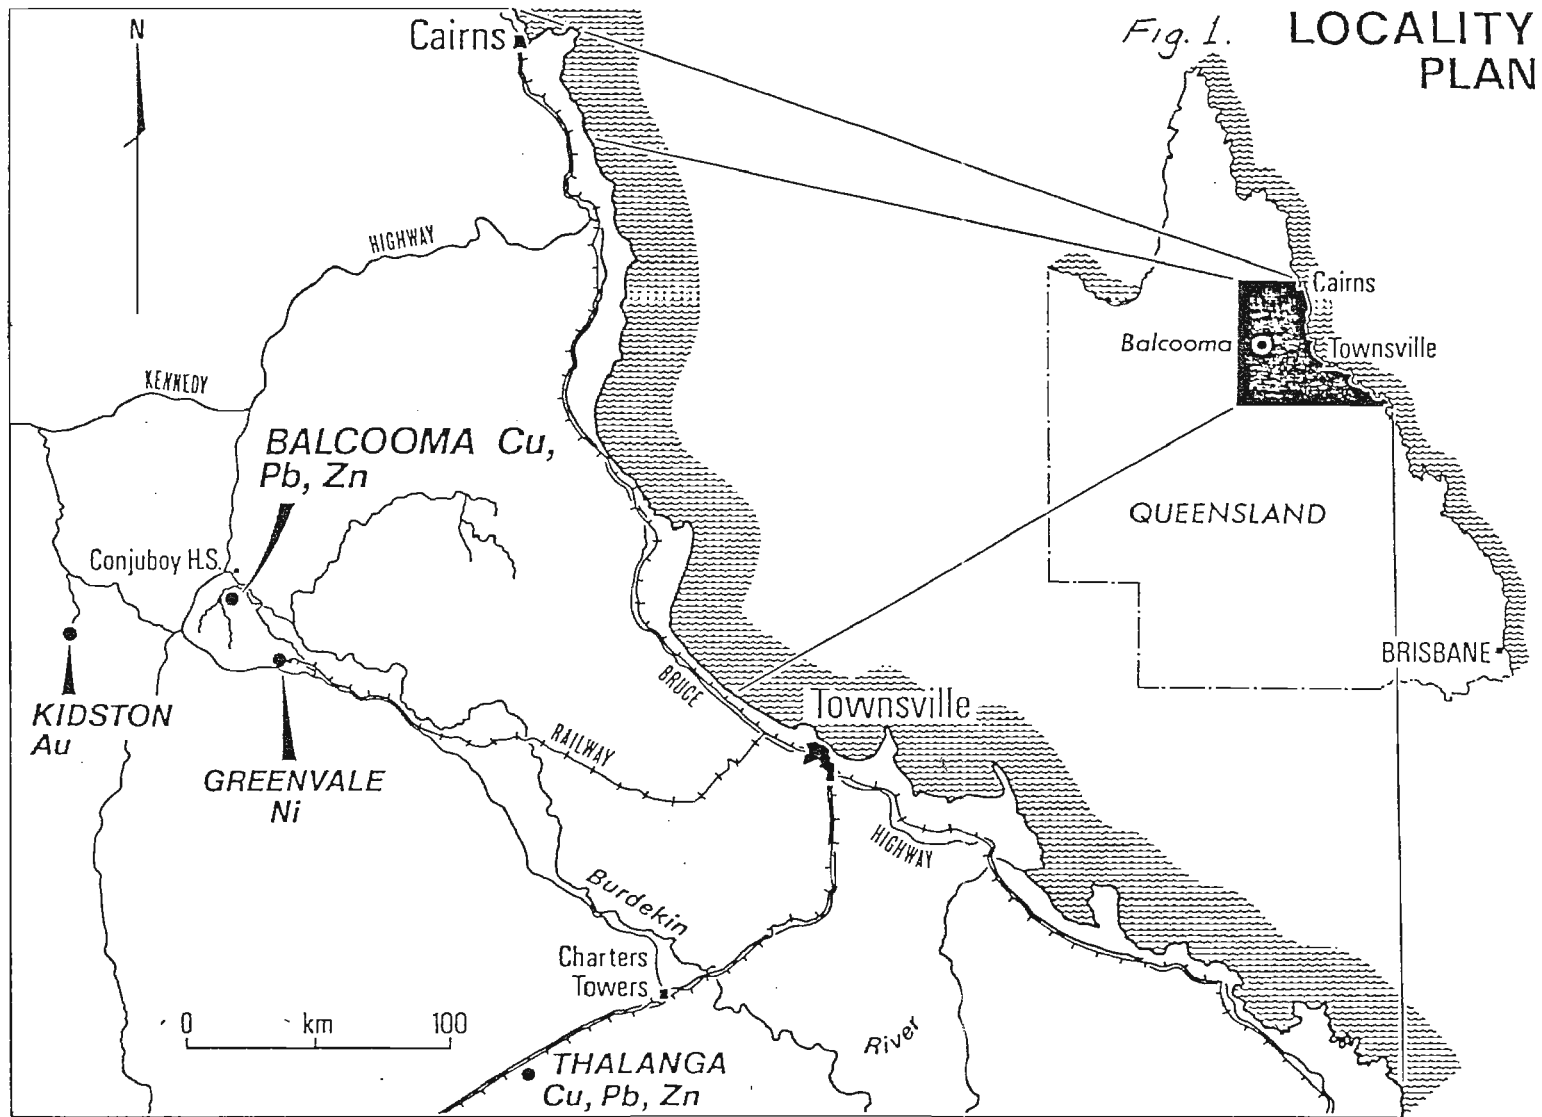 N
Cairns
Fig. 1.
LOCALITY
PLAN
HIGHWAY
Cairns
Balcooma
Townsville
KENNEDY
BALCOOMA Cu,
Pb, Zn
QUEENSLAND
Conjuboy H.S.
BRISBANE
BRUCE
KIDSTON
Au
Townsville
RAILWAY
GREENVALE
Ni
HIGHWAY
Burdekin
Charters
Towers
0 km 100
River
THALANGA
Cu, Pb, Zn